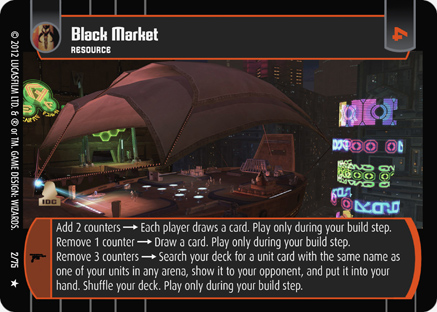 Black Market
RESOURCE
4
© 2012 LUCASFILM LTD. & ® or TM. GAME DESIGN: WIZARDS.
2/75
10C
Add 2 counters → Each player draws a card. Play only during your build step.
Remove 1 counter → Draw a card. Play only during your build step.
Remove 3 counters → Search your deck for a unit card with the same name as
one of your units in any arena, show it to your opponent, and put it into your
hand. Shuffle your deck. Play only during your build step.